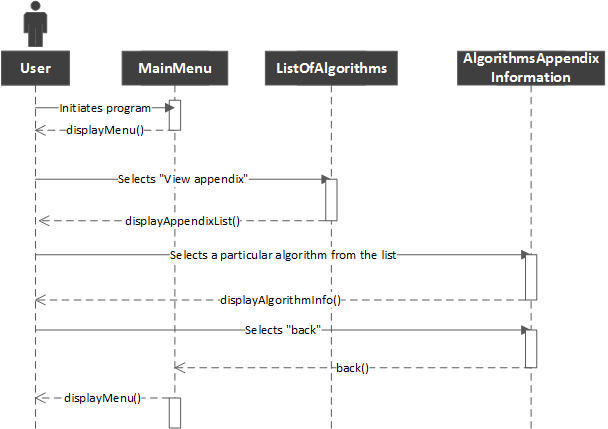 User
MainMenu
ListOfAlgorithms
AlgorithmsAppendix
Information
Initiates program
displayMenu()
Selects "View appendix"
displayAppendixList()
Selects a particular algorithm from the list
displayAlgorithmInfo()
Selects "back"
back()
displayMenu()